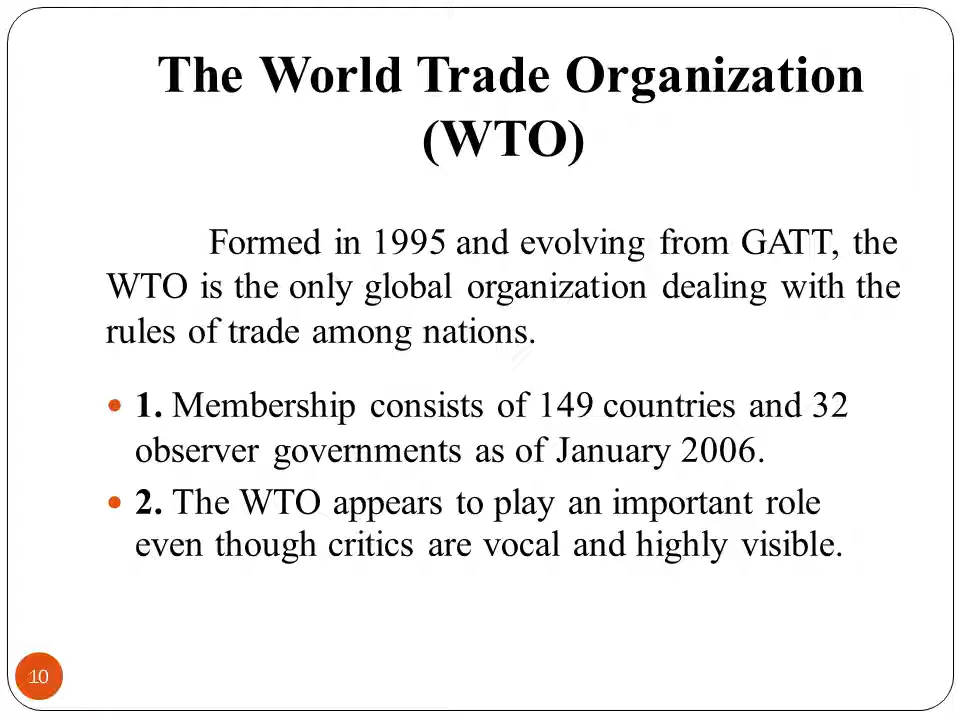 The World Trade Organization
(WTO)
Formed in 1995 and evolving from GATT, the
WTO is the only global organization dealing with the
rules of trade among nations.
• 1. Membership consists of 149 countries and 32
observer governments as of January 2006.
• 2. The WTO appears to play an important role
even though critics are vocal and highly visible.
10